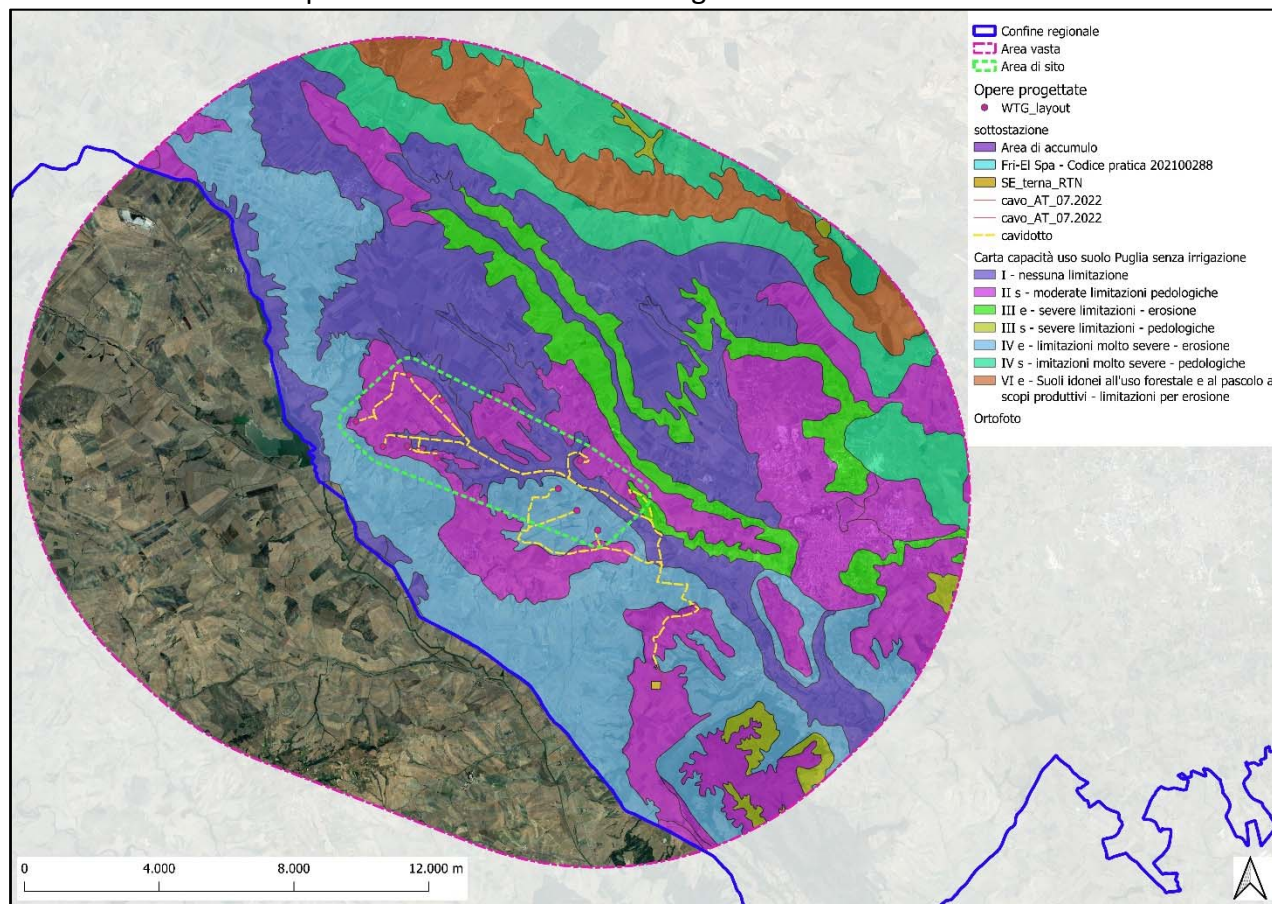 Confine regionale
Area vasta
Area di sito
Opere progettate
WTG_layout
sottostazione
Area di accumulo
Fri-El Spa - Codice pratica 202100288
SE_terna_RTN
cavo_AT_07.2022
cavo_AT_07.2022
cavidotto
Carta capacità uso suolo Puglia senza irrigazione
I - nessuna limitazione
II s - moderate limitazioni pedologiche
III e - severe limitazioni - erosione
III s - severe limitazioni - pedologiche
IV e - limitazioni molto severe - erosione
IV s - imitazioni molto severe - pedologiche
VI e - Suoli idonei all'uso forestale e al pascolo a
scopi produttivi - limitazioni per erosione
Ortofoto
0 4.000 8.000 12.000 m